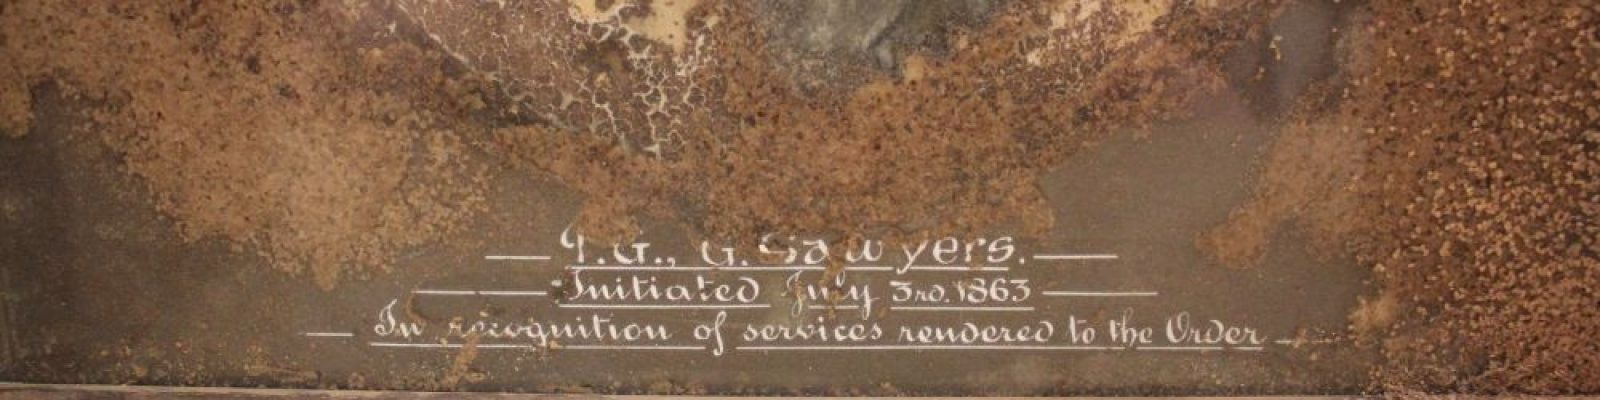 P.G., G. Sawyers.
Initiated July 3rd. 1863
In recognition of services rendered to the Order